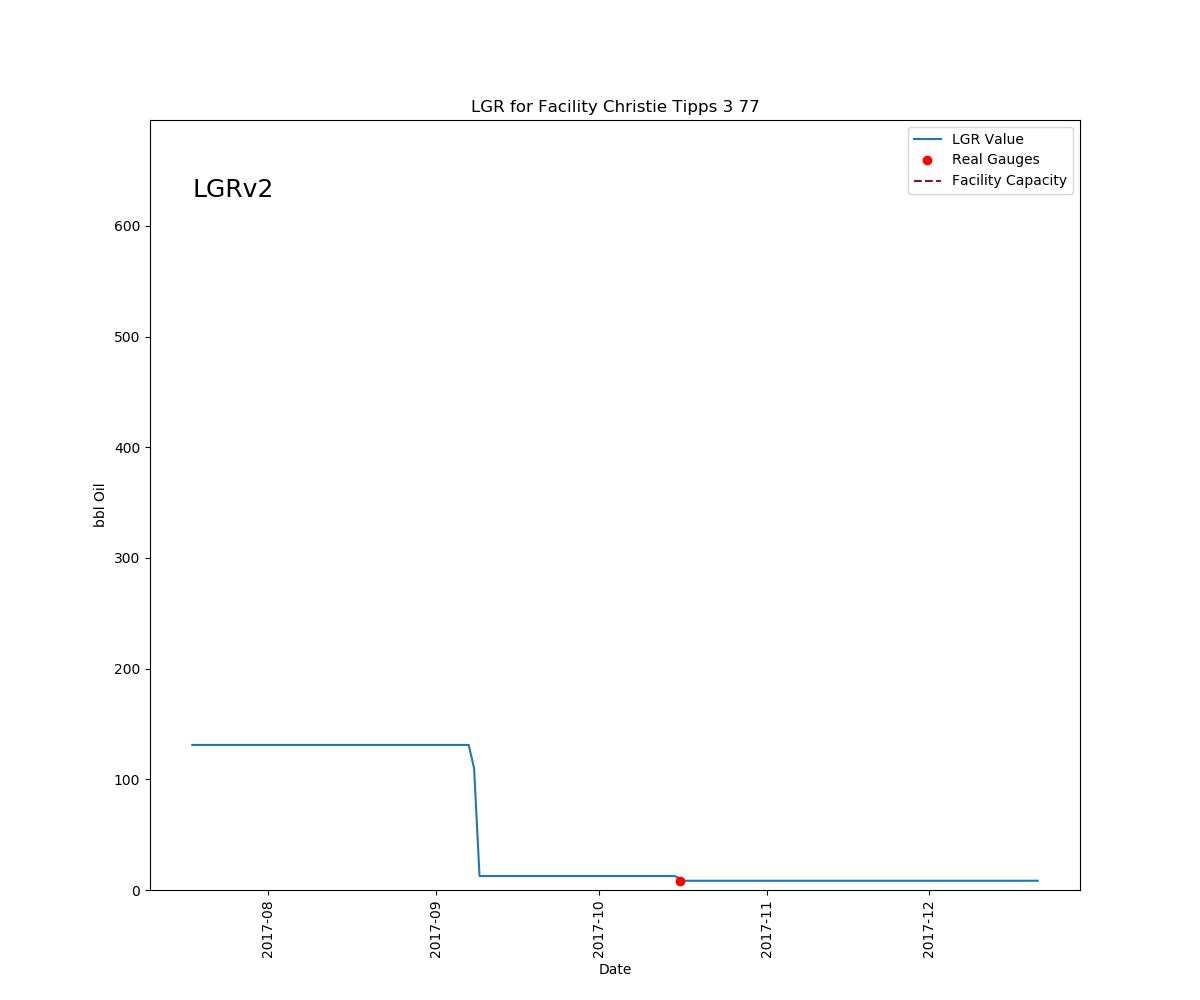 LGR for Facility Christie Tipps 3 77
LGRv2
LGR Value
Real Gauges
Facility Capacity
600
500
400
300
200
100
0
bbl Oil
2017-08
2017-09
2017-10
2017-11
2017-12
Date